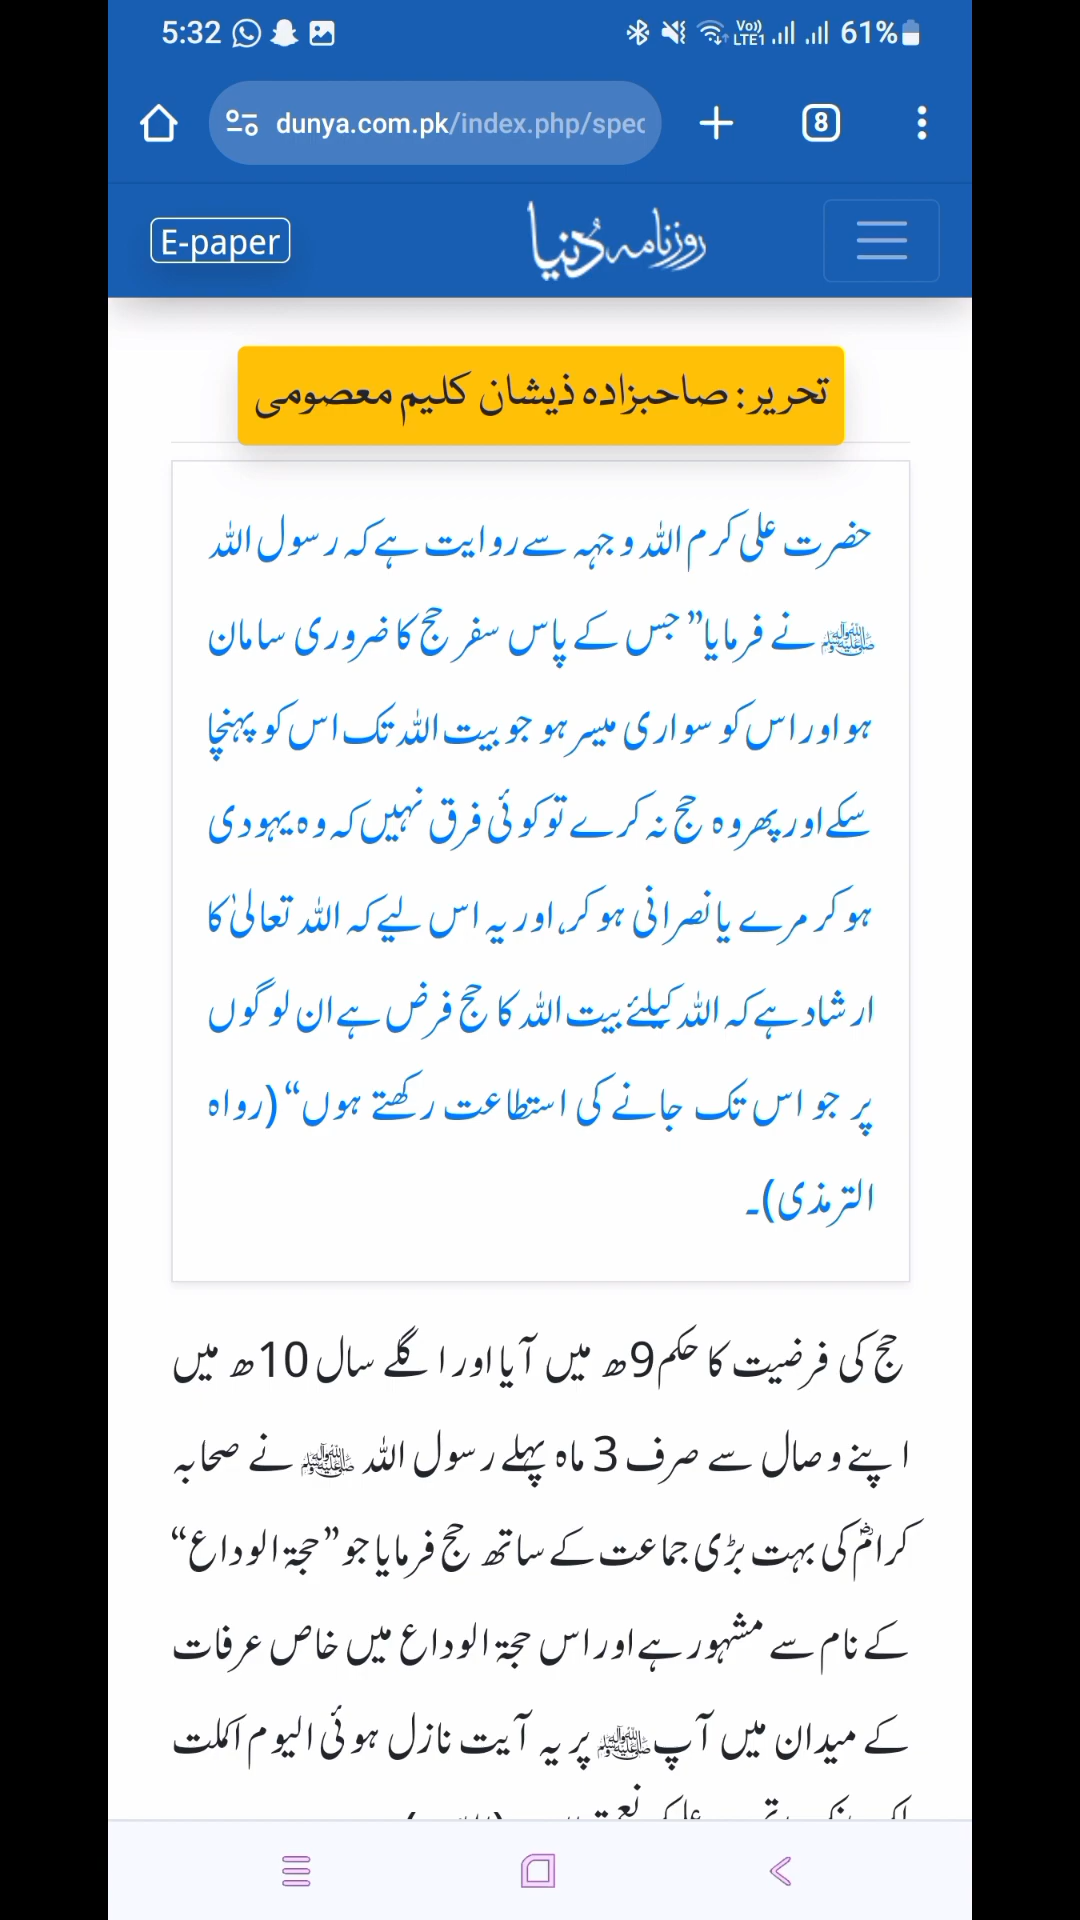 5:32
Vo)) LTE1 61%
dunya.com.pk/index.php/spec
8
E-paper
روزنامہ دُنیا
تحریر: صاحبزادہ ذیشان کلیم معصومی
حضرت علی کرم اللہ وجہہ سے روایت ہے کہ رسول اللہ
ﷺ نے فرمایا’’ جس کے پاس سفر حج کا ضروری سامان
ہو اور اس کو سواری میسر ہو جو بیت اللہ تک اس کو پہنچا
سکے اور پھر وہ حج نہ کرے تو کوئی فرق نہیں کہ وہ یہودی
ہو کر مرے یا نصرانی ہو کر،اور یہ اس لیے کہ اللہ تعالیٰ کا
ارشاد ہے کہ اللہ کیلئے بیت اللہ کا حج فرض ہے ان لوگوں
پر جو اس تک جانے کی استطاعت رکھتے ہوں‘‘ (رواہ
الترمذی)۔
حج کی فرضیت کا حکم 9ھ میں آیا اور اگلے سال 10ھ میں
اپنے وصال سے صرف 3 ماہ پہلے رسول اللہ ﷺ نے صحابہ
کرامؓ کی بہت بڑی جماعت کے ساتھ حج فرمایا جو ’’حجۃ الوداع‘‘
کے نام سے مشہور ہے اور اس حجۃ الوداع میں خاص عرفات
کے میدان میں آپ ﷺ پر یہ آیت نازل ہوئی الیوم اکملت